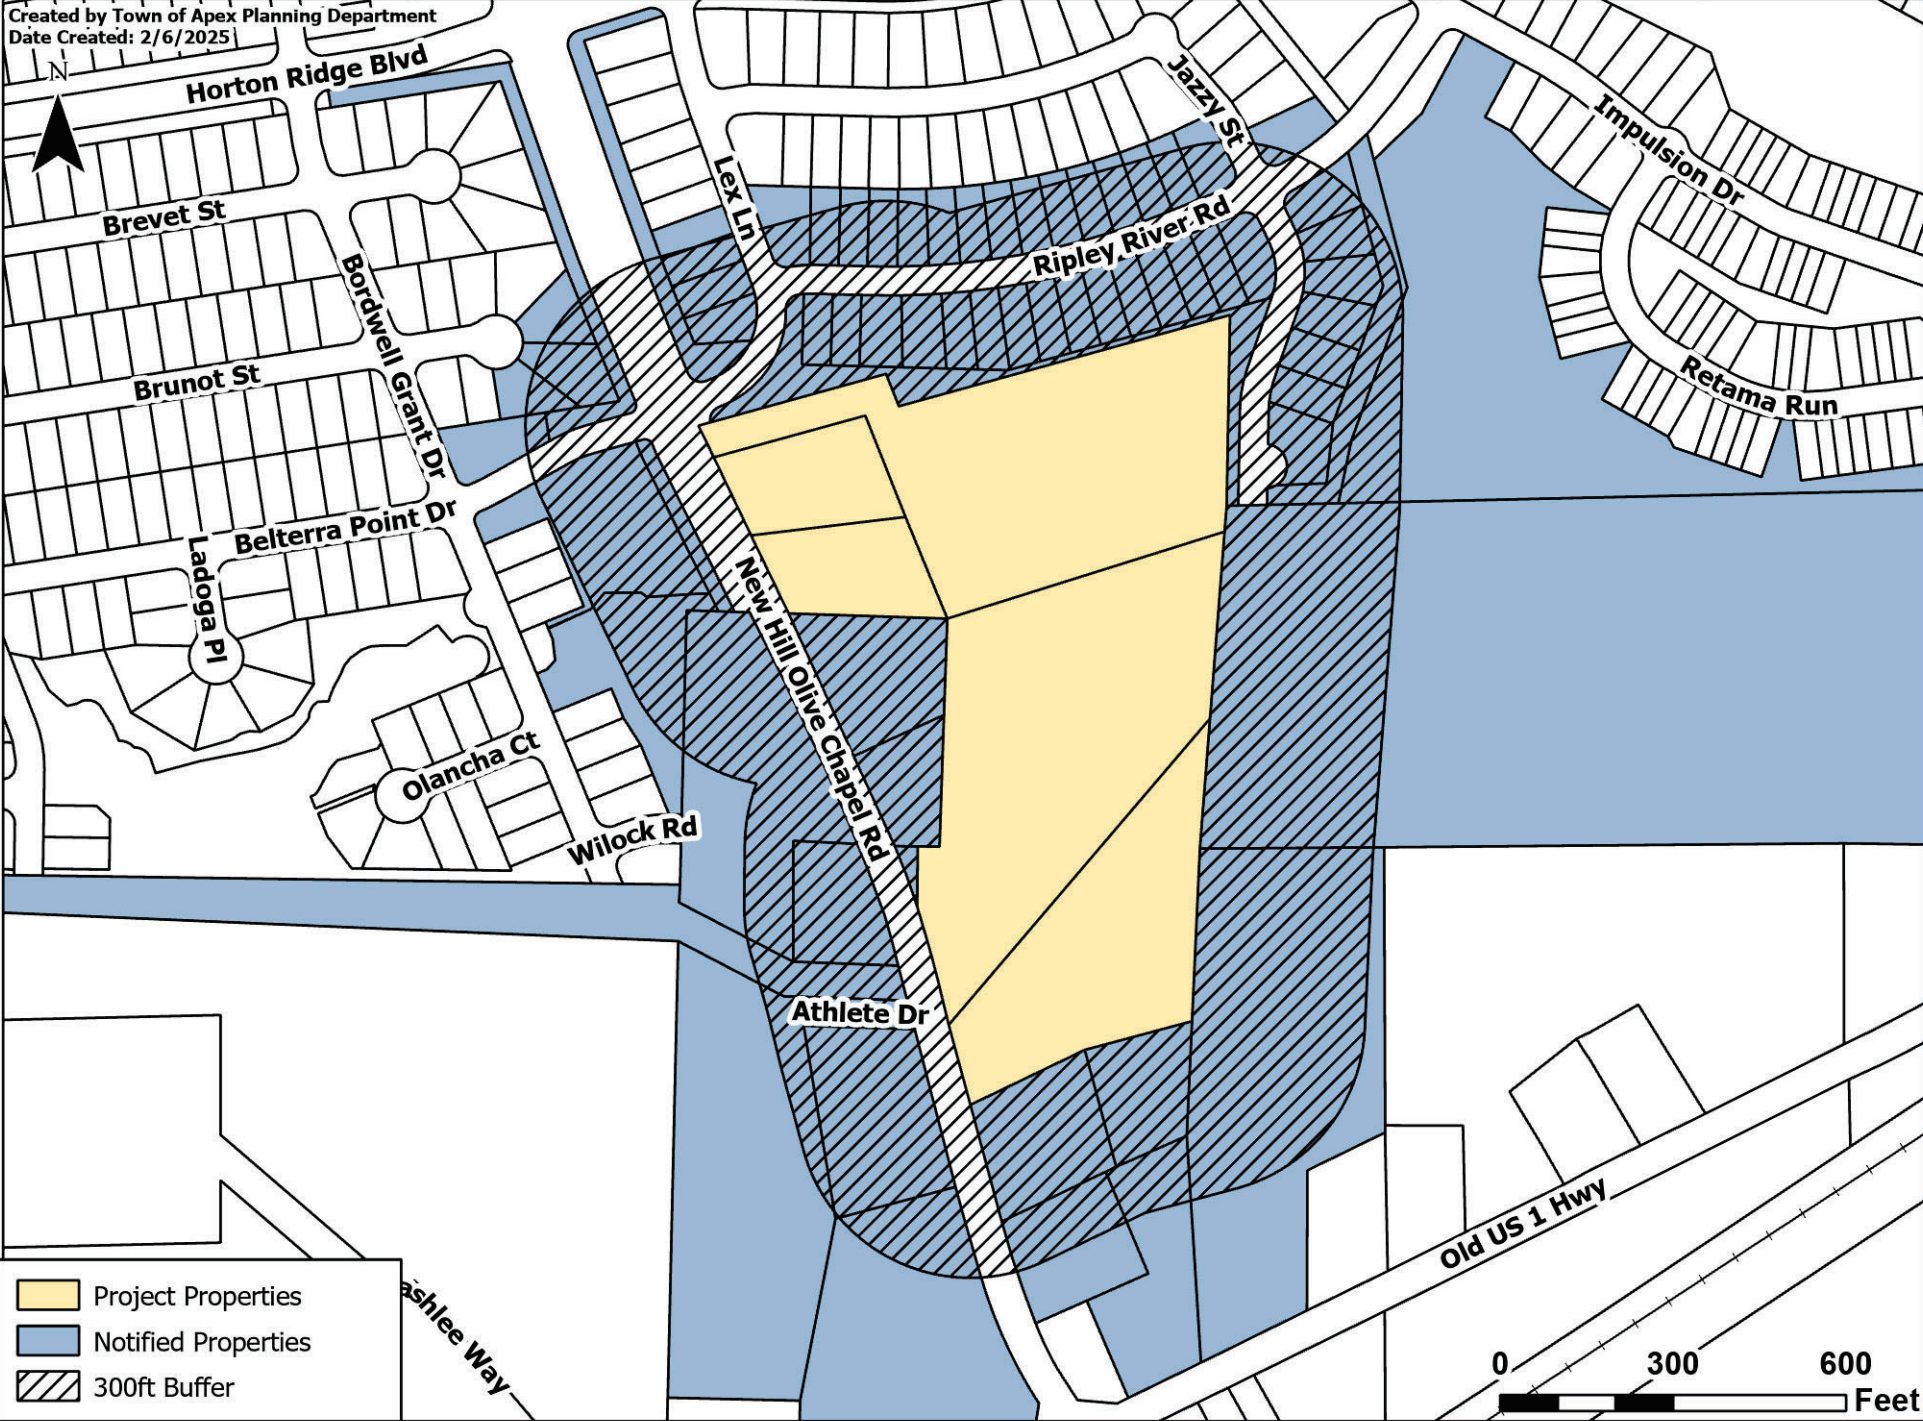 Created by Town of Apex Planning Department
Date Created: 2/6/2025
N
Horton Ridge Blvd
Jazzy St
Impulsion Dr
Lex Ln
Brevet St
Ripley River Rd
Bordwell Grant Dr
Brunot St
Retama Run
Belterra Point Dr
Ladoga Pl
New Hill Olive Chapel Rd
Olancha Ct
Wilock Rd
Athlete Dr
Old US 1 Hwy
ashlee Way
Project Properties
Notified Properties
300ft Buffer
0 300 600
Feet